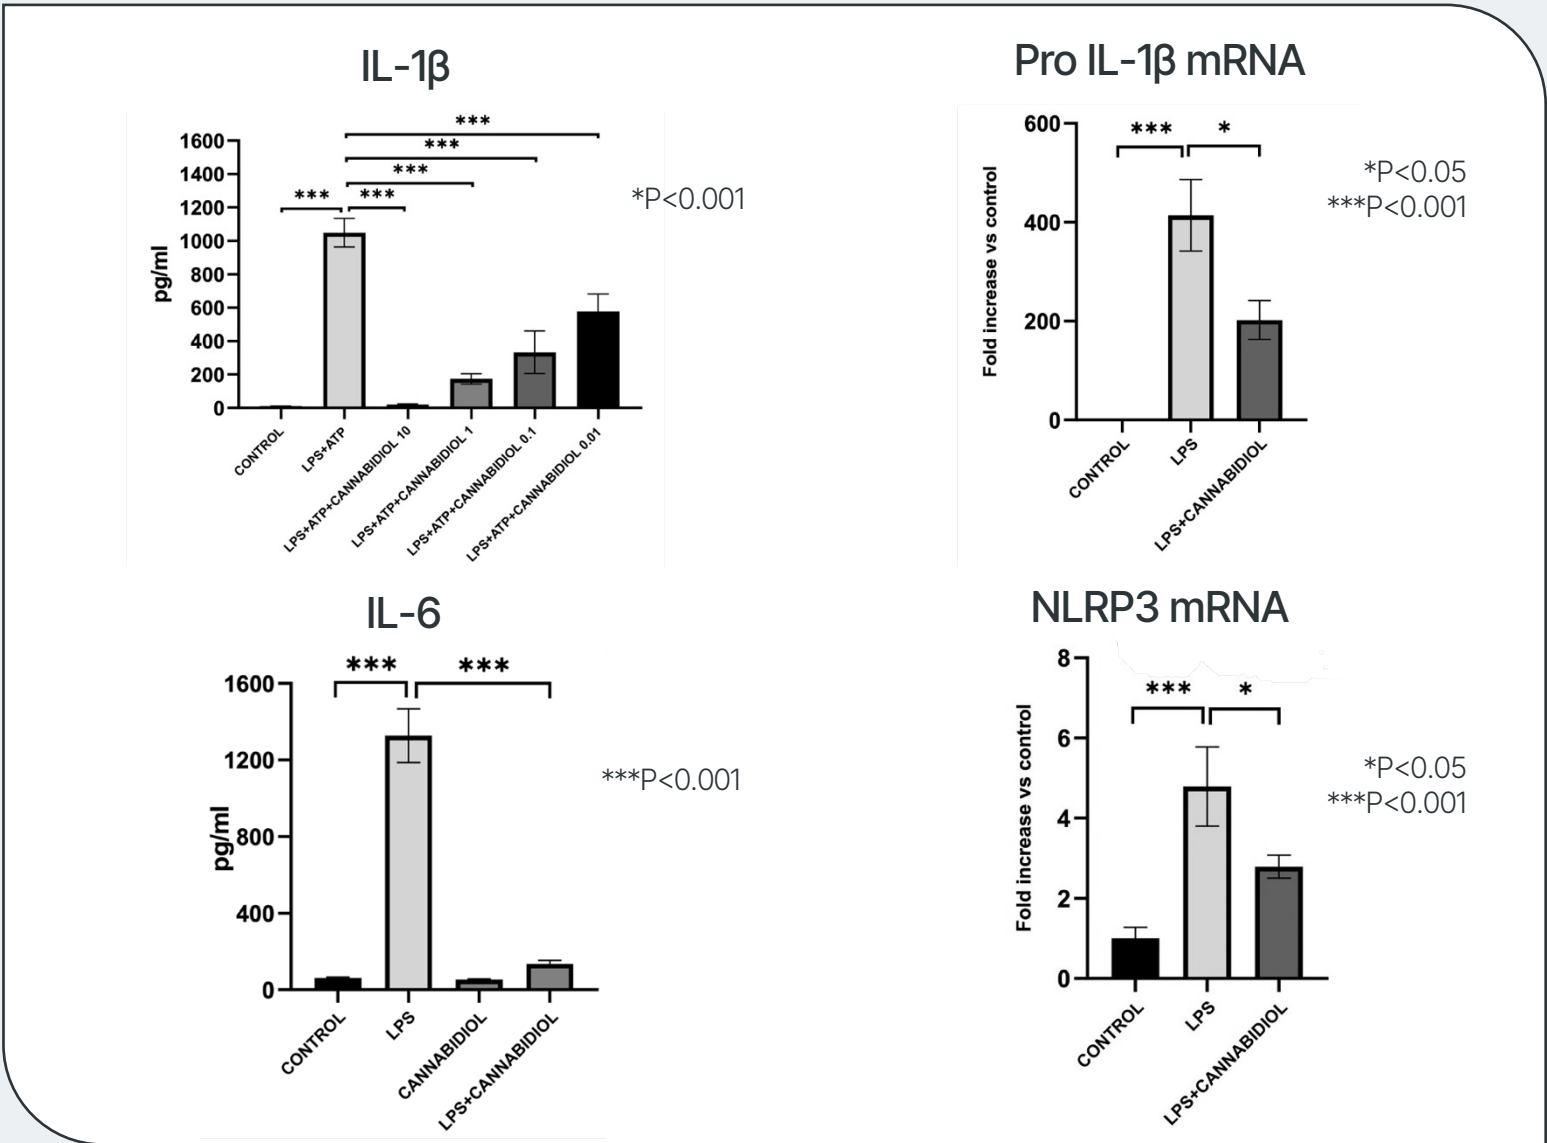 IL-1β
1600
1400
1200
1000
800
600
400
200
0
pg/ml
***
***
***
***
***
*P<0.001
CONTROL
LPS+ATP
LPS+ATP+CANNABIDIOL 10
LPS+ATP+CANNABIDIOL 1
LPS+ATP+CANNABIDIOL 0.1
LPS+ATP+CANNABIDIOL 0.01
Pro IL-1β mRNA
600
400
200
0
Fold increase vs control
***
*
*P<0.05
***P<0.001
CONTROL
LPS
LPS+CANNABIDIOL
IL-6
1600
1200
800
400
0
pg/ml
***
***
***P<0.001
CONTROL
LPS
CANNABIDIOL
LPS+CANNABIDIOL
NLRP3 mRNA
8
6
4
2
0
Fold increase vs control
***
*
*P<0.05
***P<0.001
CONTROL
LPS
LPS+CANNABIDIOL